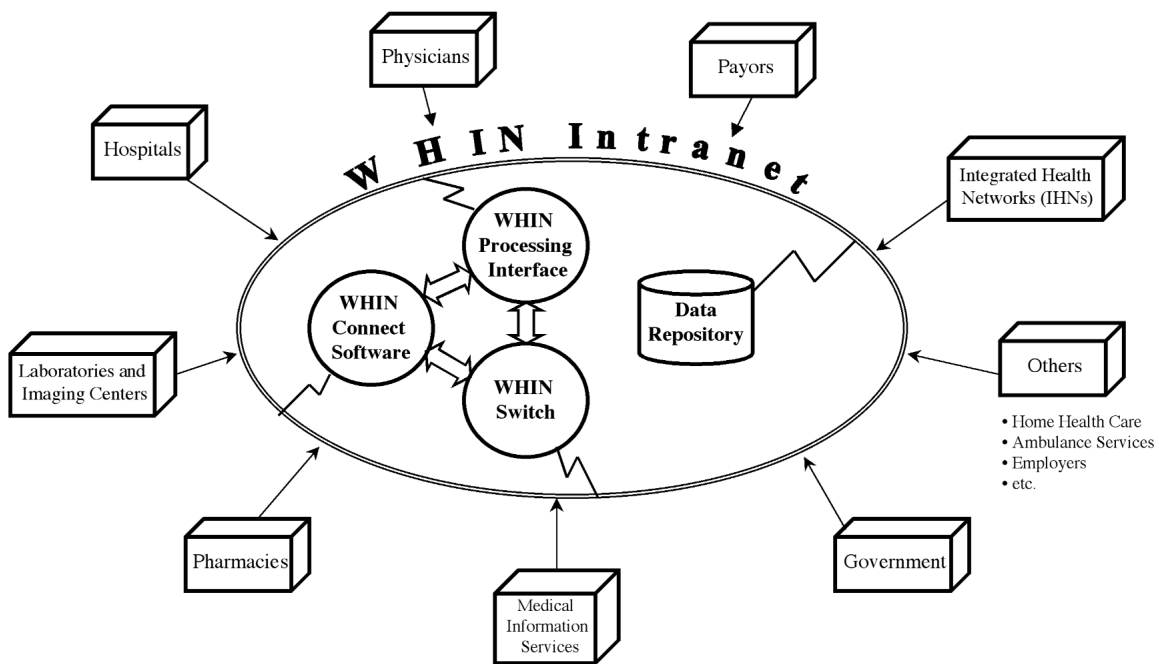 Physicians
Payors
Hospitals
WHIN Intranet
Integrated Health
Networks (IHNs)
WHIN
Processing
Interface
WHIN
Connect
Software
Data
Repository
WHIN
Switch
Laboratories and
Imaging Centers
Others
• Home Health Care
• Ambulance Services
• Employers
• etc.
Pharmacies
Government
Medical
Information
Services